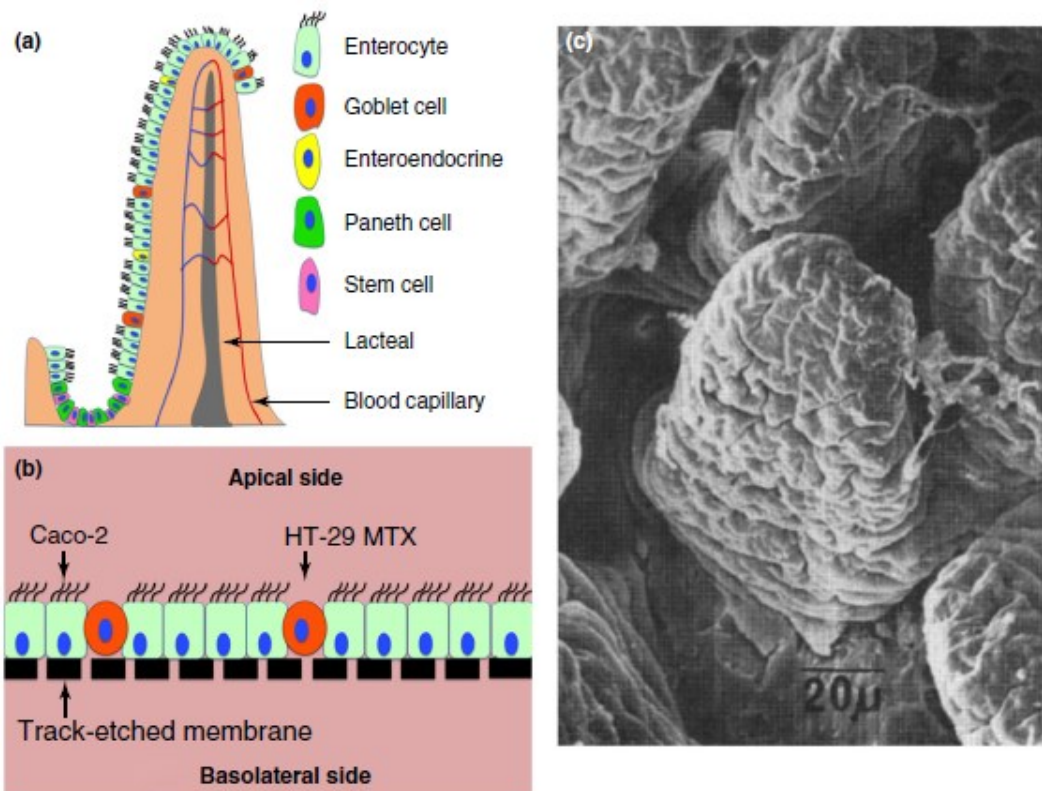 (a)
Enterocyte
Goblet cell
Enteroendocrine
Paneth cell
Stem cell
Lacteal
Blood capillary
(b)
Apical side
Caco-2
HT-29 MTX
Track-etched membrane
Basolateral side
(c)
20μ